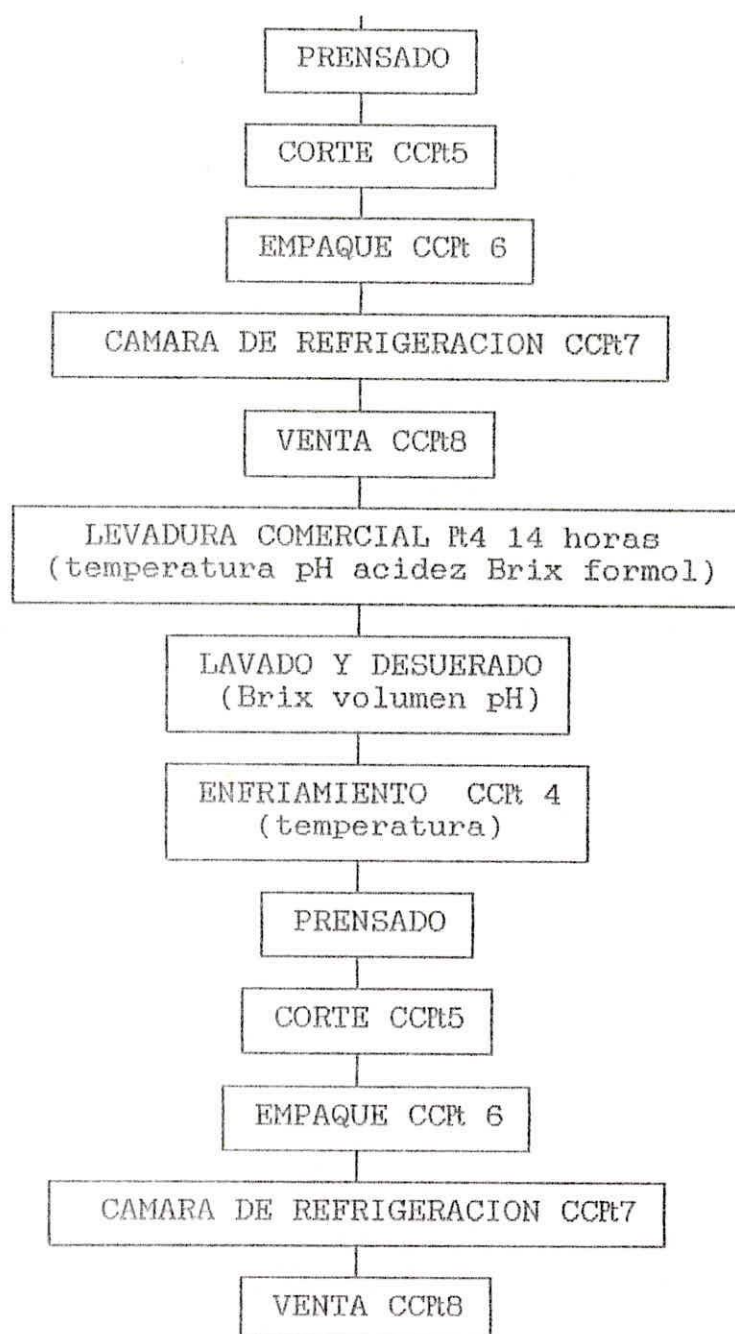 PRENSADO
CORTE CCPt5
EMPAQUE CCPt 6
CAMARA DE REFRIGERACION CCPt7
VENTA CCPt8
LEVADURA COMERCIAL Pt4 14 horas
(temperatura pH acidez Brix formol)
LAVADO Y DESUERADO
(Brix volumen pH)
ENFRIAMIENTO CCPt 4
(temperatura)
PRENSADO
CORTE CCPt5
EMPAQUE CCPt 6
CAMARA DE REFRIGERACION CCPt7
VENTA CCPt8